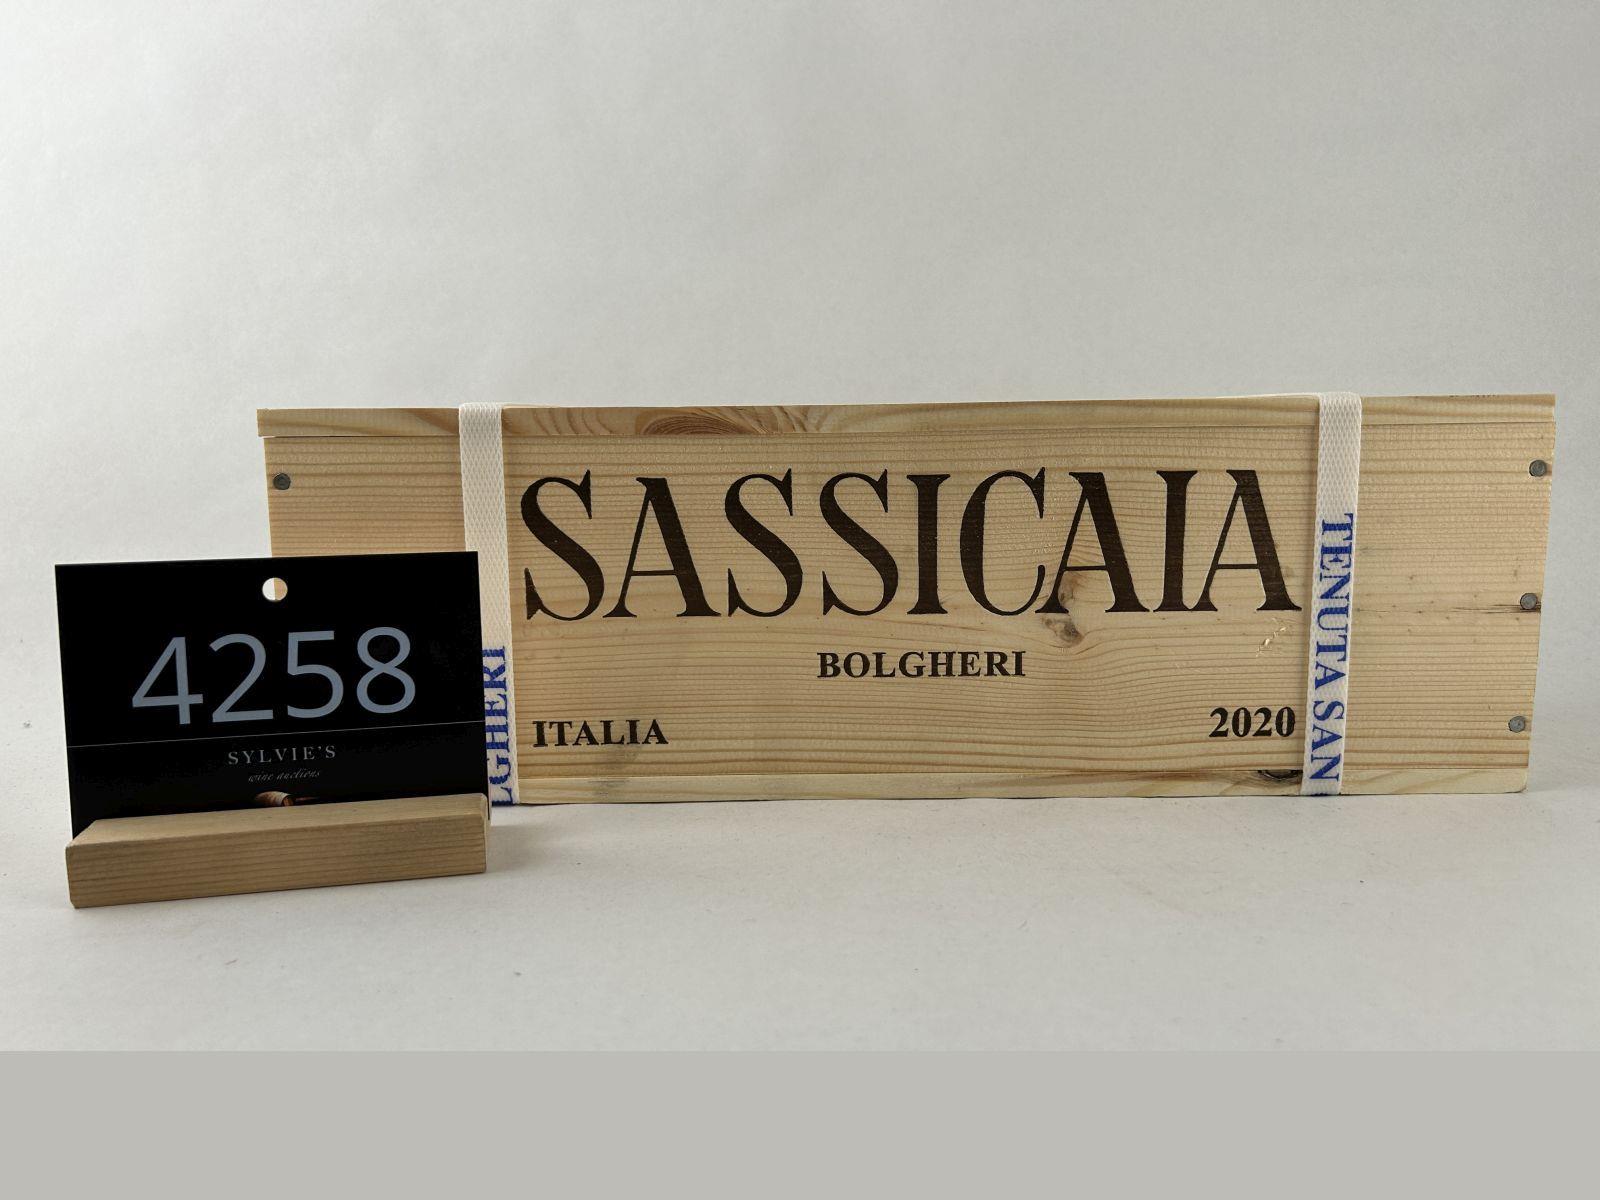 SASSICAIA
BOLGHERI
ITALIA
2020
TENUTA SAN
LGHERI
4258
SYLVIE'S
wine auctions